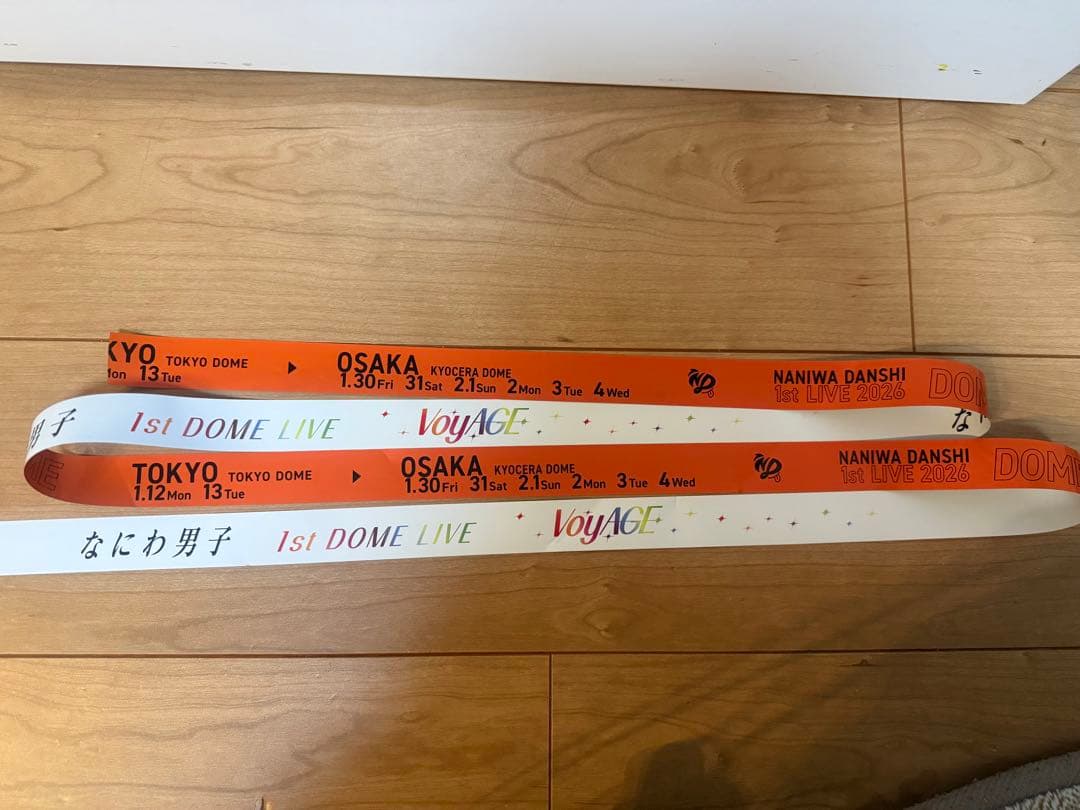 KYO TOKYO DOME ▶ OSAKA KYOCERA DOME NANIWA DANSHI
Mon 13 Tue 1.30 Fri 31 Sat 2.1 Sun 2 Mon 3 Tue 4 Wed 1st LIVE 2026
男子 1st DOME LIVE VoyAGE な
TOKYO TOKYO DOME ▶ OSAKA KYOCERA DOME NANIWA DANSHI DOME
1.12 Mon 13 Tue 1.30 Fri 31 Sat 2.1 Sun 2 Mon 3 Tue 4 Wed 1st LIVE 2026
なにわ男子 1st DOME LIVE VoyAGE